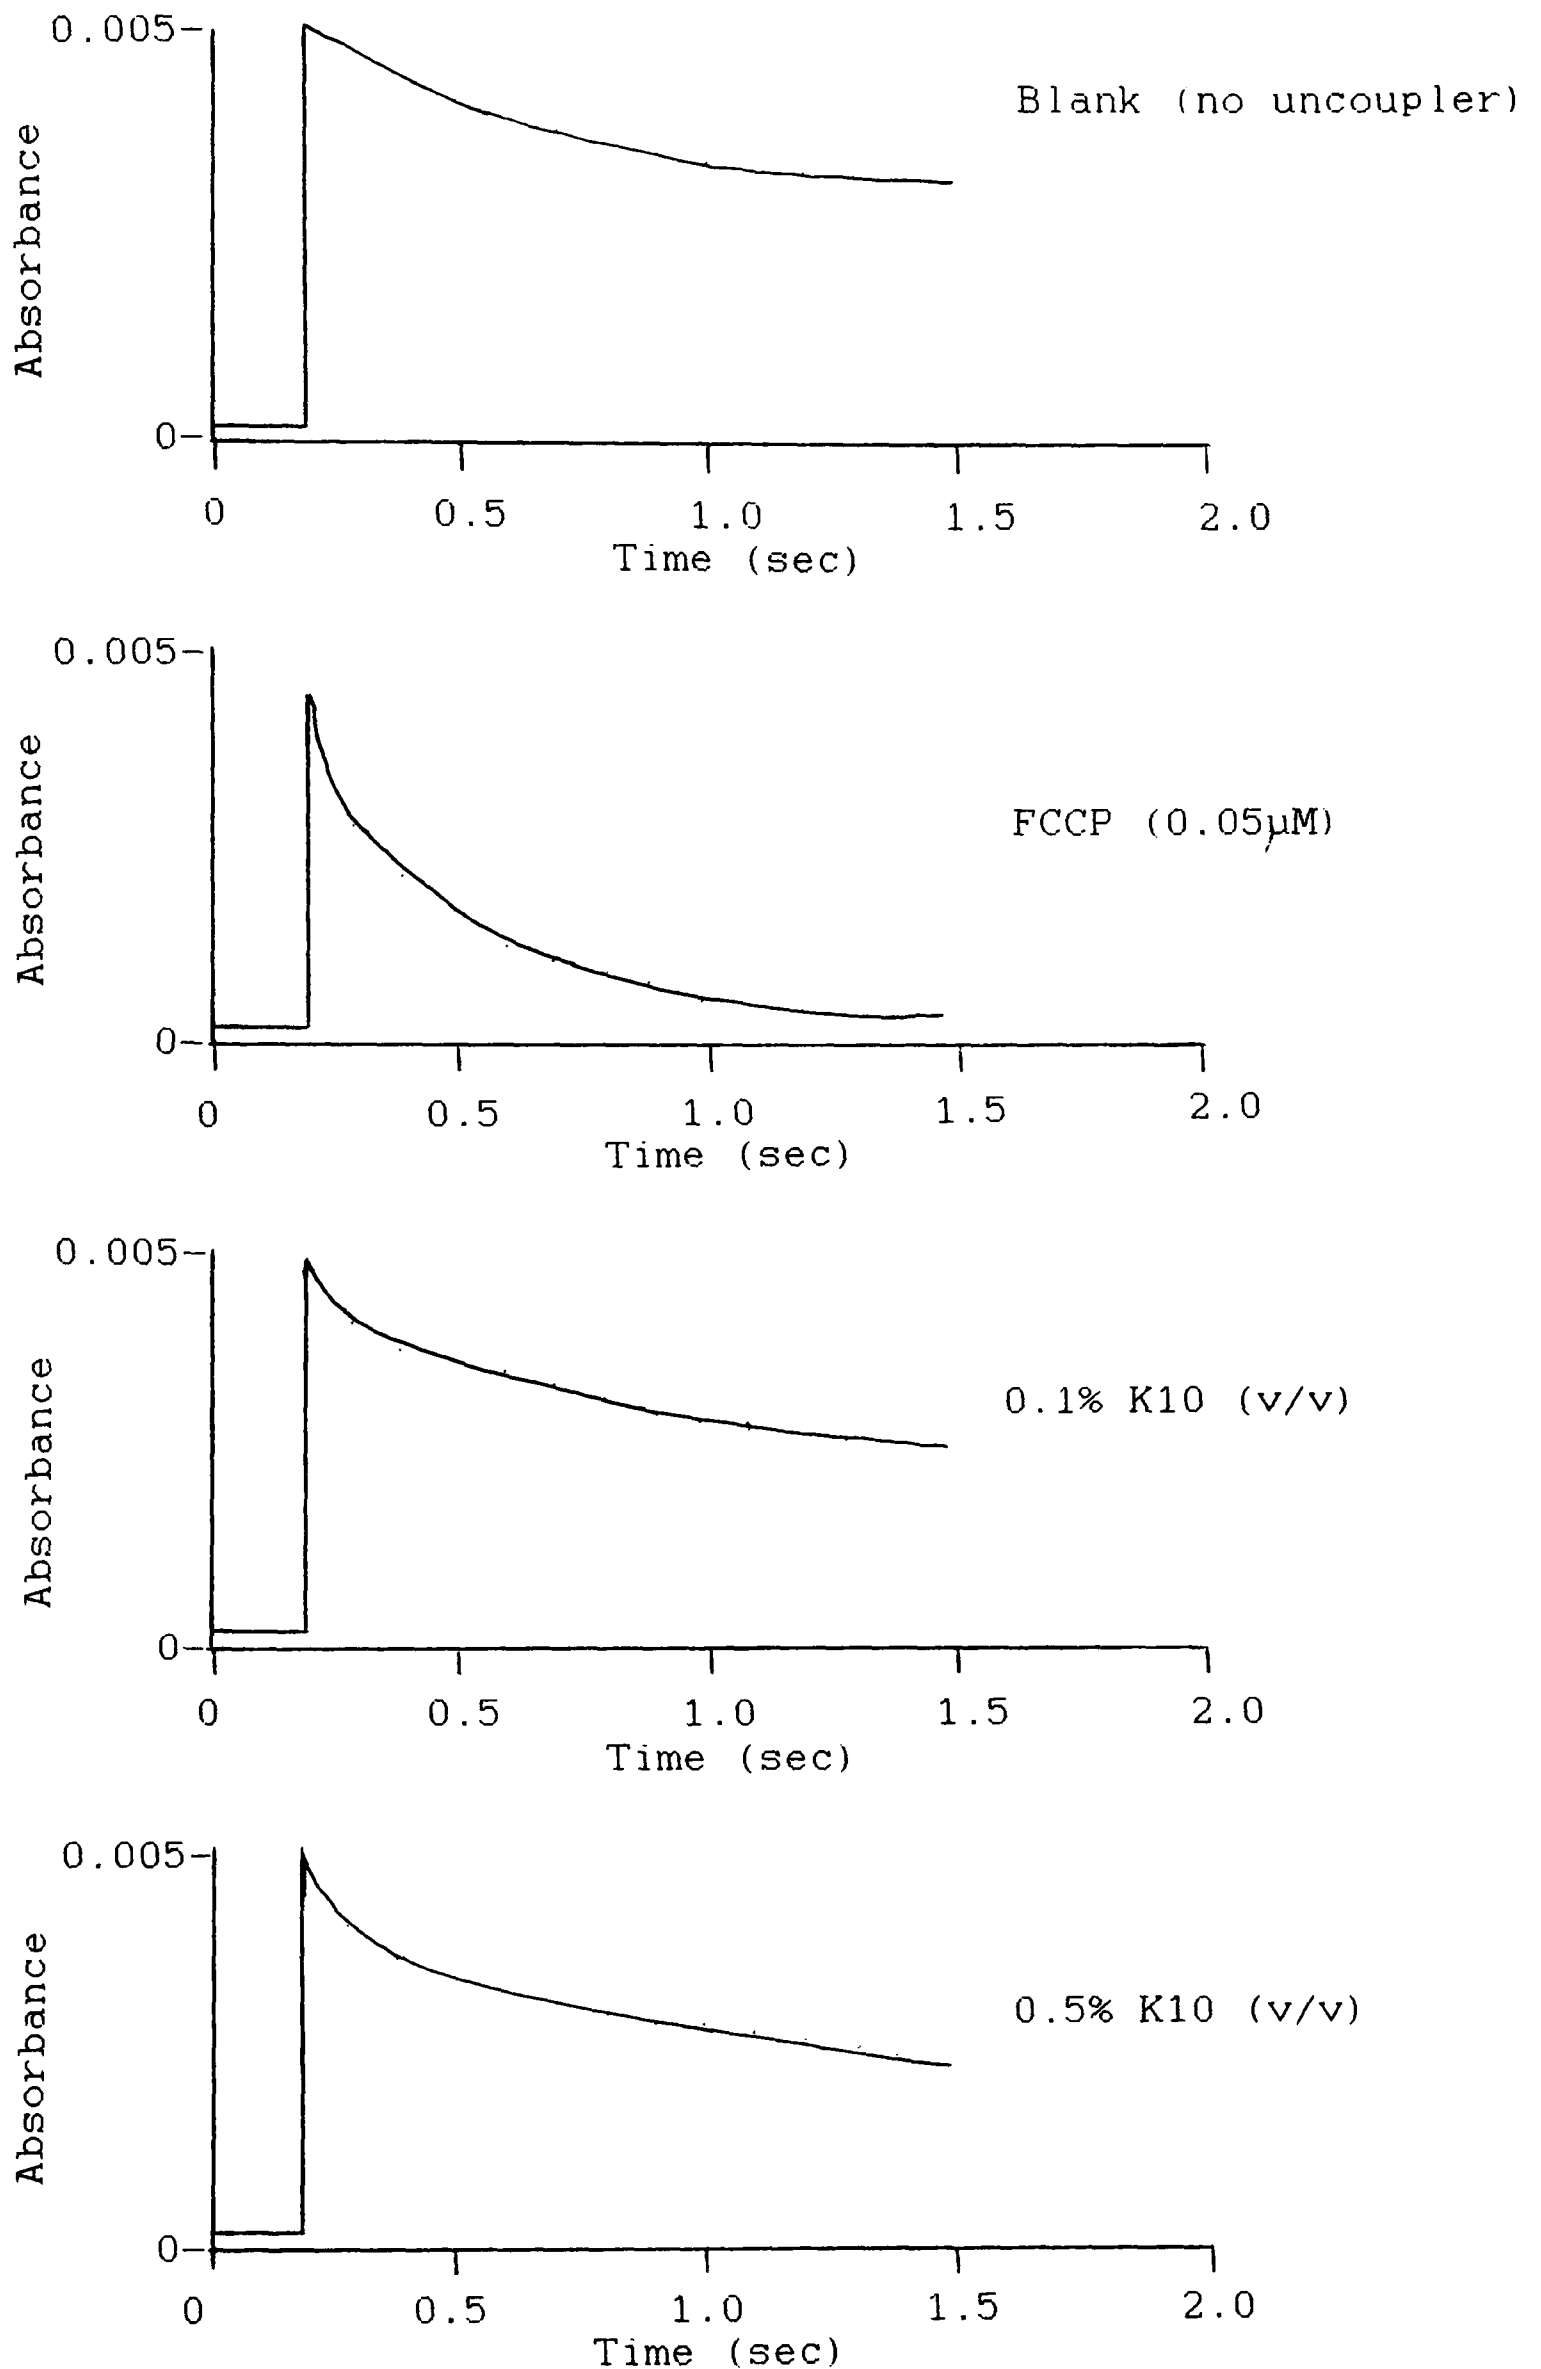 0.005
Blank (no uncoupler)
Absorbance
0
0 0.5 1.0 1.5 2.0
Time (sec)
0.005
FCCP (0.05µM)
Absorbance
0
0 0.5 1.0 1.5 2.0
Time (sec)
0.005
0.1% K10 (v/v)
Absorbance
0
0 0.5 1.0 1.5 2.0
Time (sec)
0.005
0.5% K10 (v/v)
Absorbance
0
0 0.5 1.0 1.5 2.0
Time (sec)